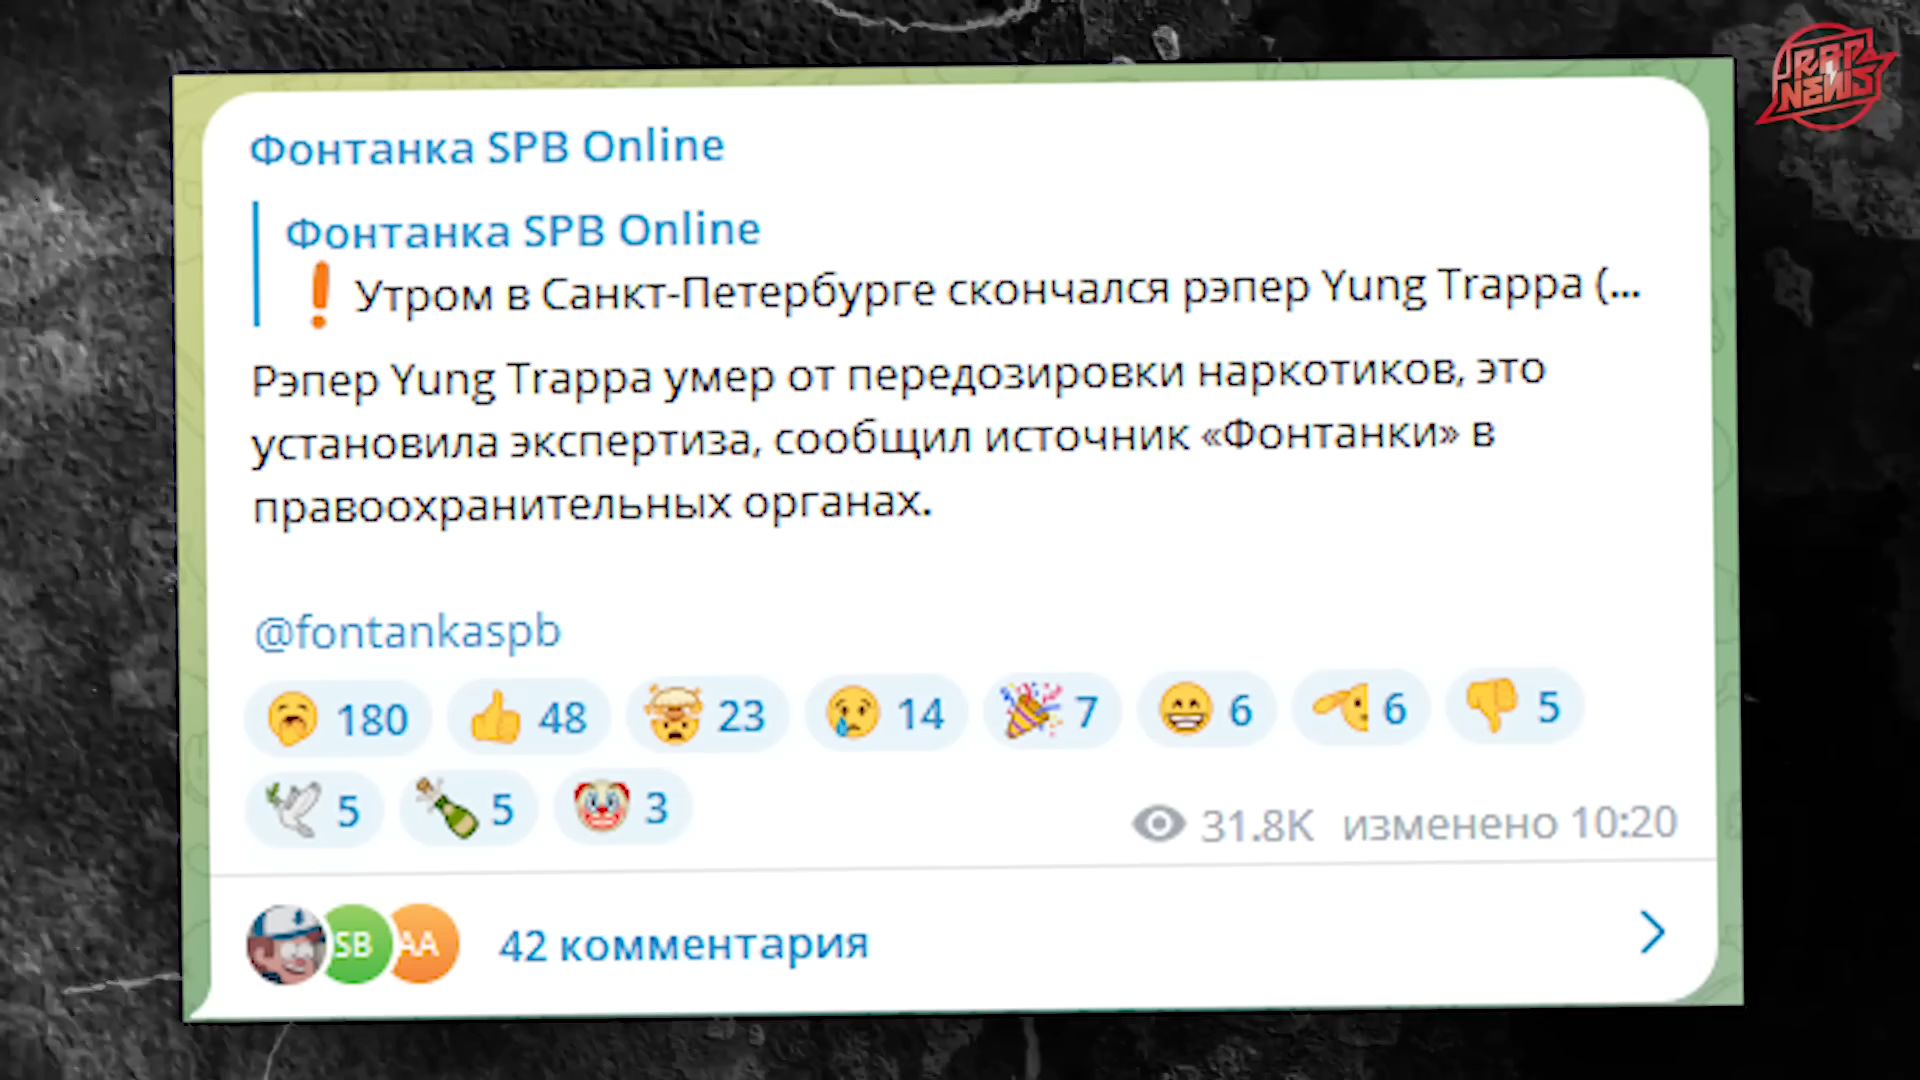 RAP
NEWS
Фонтанка SPB Online
Фонтанка SPB Online
❗ Утром в Санкт-Петербурге скончался рэпер Yung Trappa (...
Рэпер Yung Trappa умер от передозировки наркотиков, это
установила экспертиза, сообщил источник «Фонтанки» в
правоохранительных органах.
@fontankaspb
180 48 23 14 7 6 6 5
5 5 3
31.8K изменено 10:20
SB AA 42 комментария